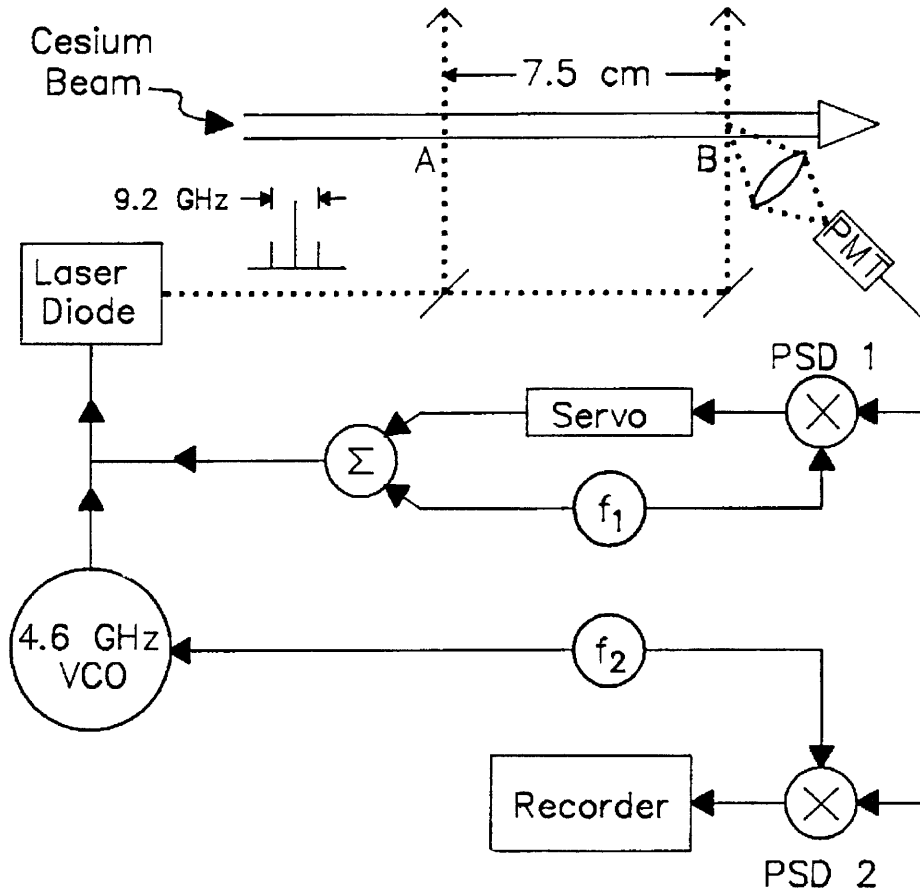 Cesium
Beam
7.5 cm
A
B
9.2 GHz
PMT
Laser
Diode
PSD 1
Servo
Σ
f₁
4.6 GHz
VCO
f₂
Recorder
PSD 2